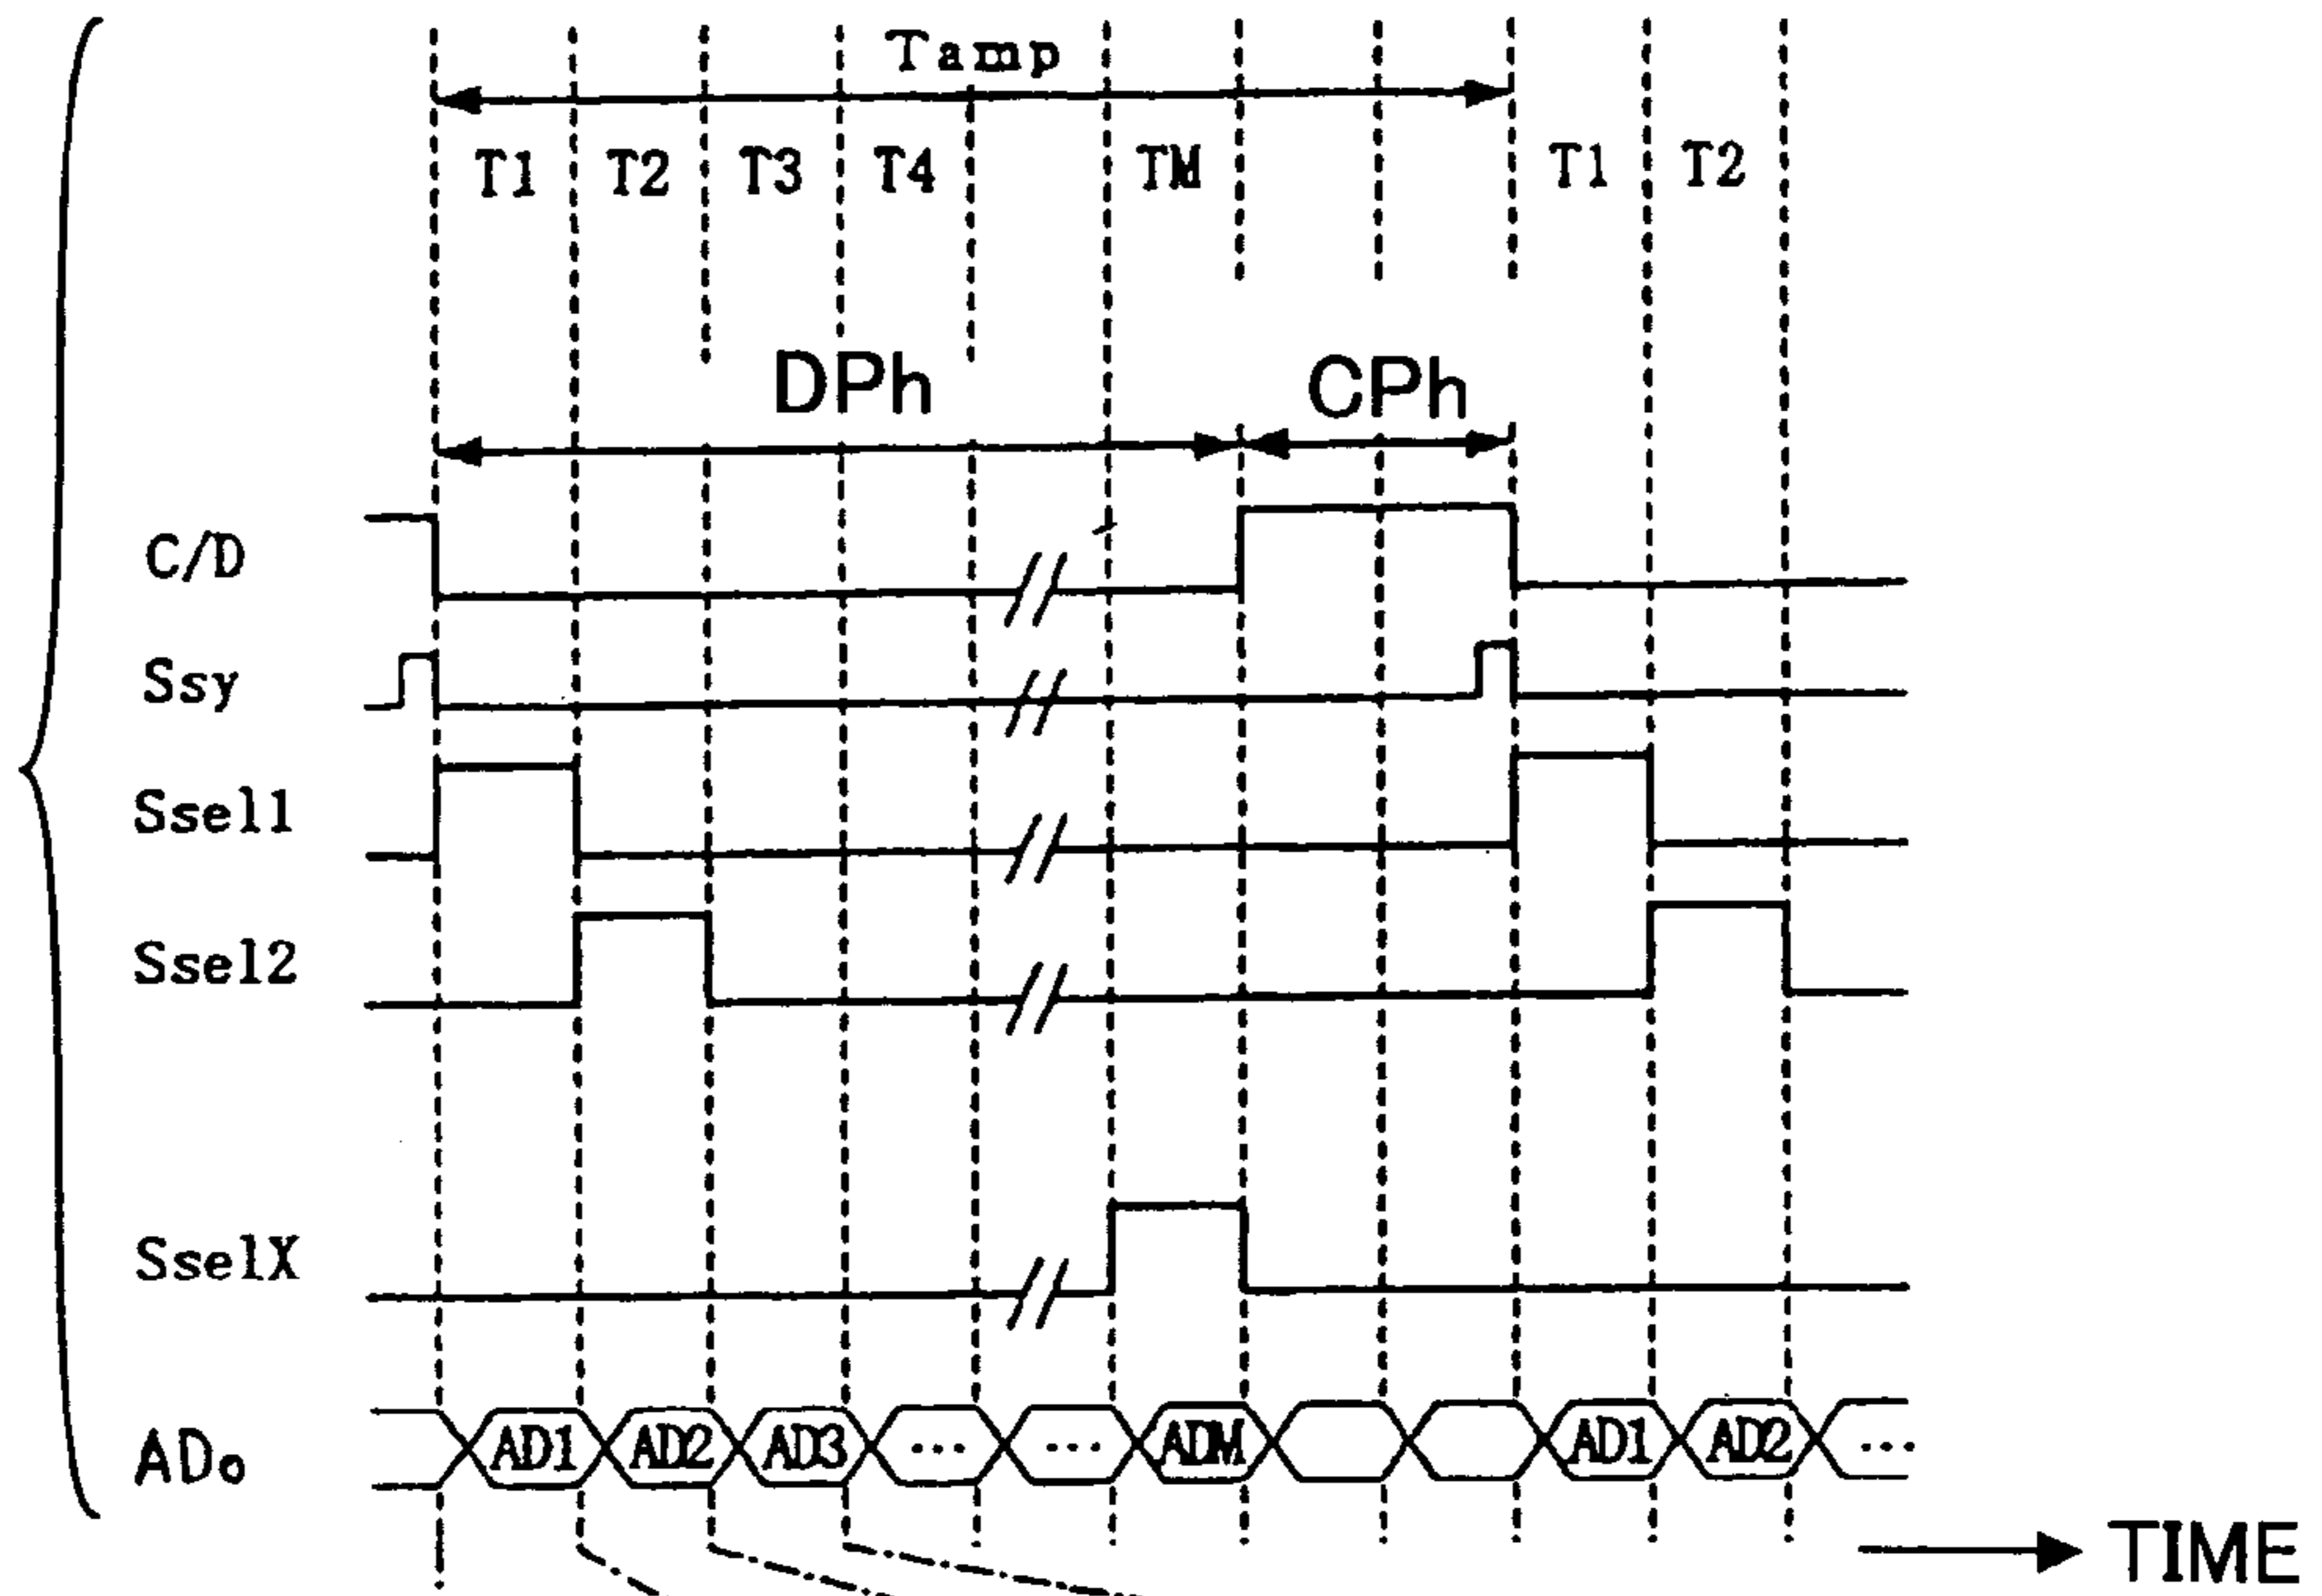 Tamp
T1 T2 T3 T4 TM T1 T2
DPh CPh
C/D
Ssy
Ssel1
Ssel2
SselX
ADo AD1 AD2 AD3 ... ... ADM AD1 AD2 ...
TIME